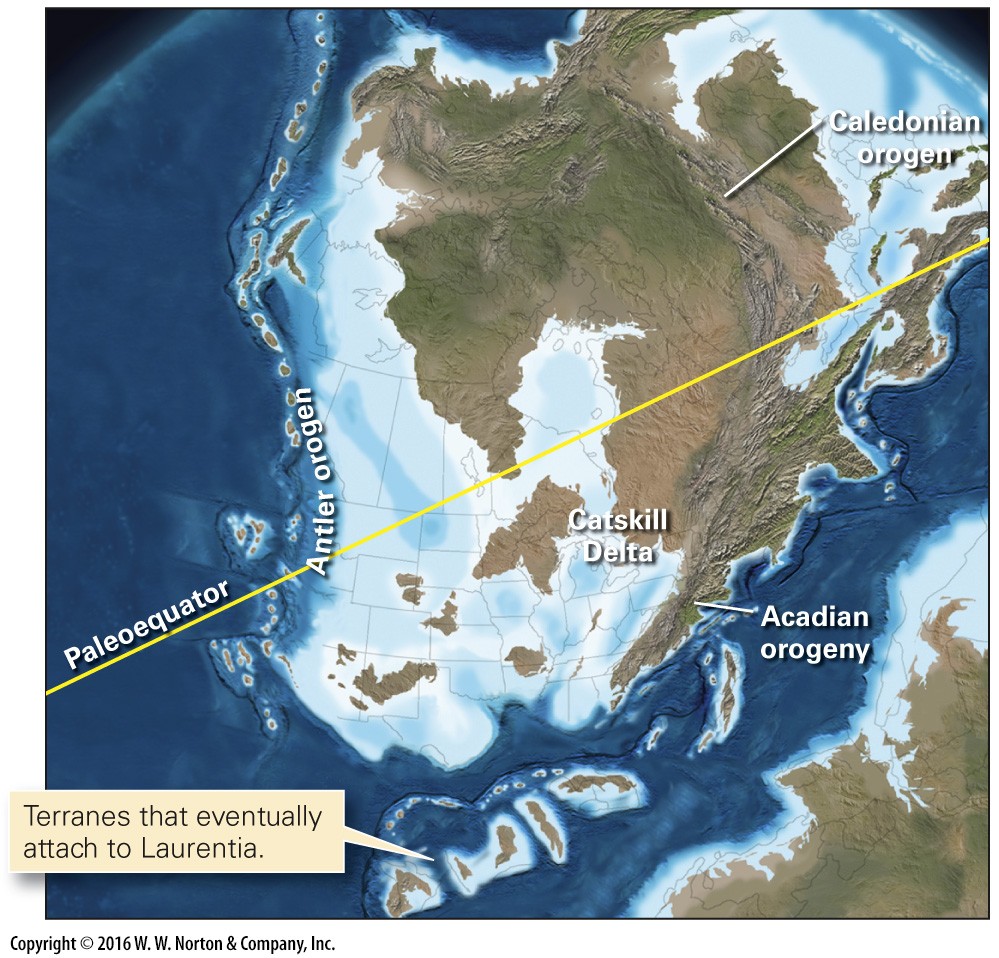 Caledonian
orogen
Antler orogen
Catskill
Delta
Paleoequator
Acadian
orogeny
Terranes that eventually
attach to Laurentia.
Copyright © 2016 W. W. Norton & Company, Inc.